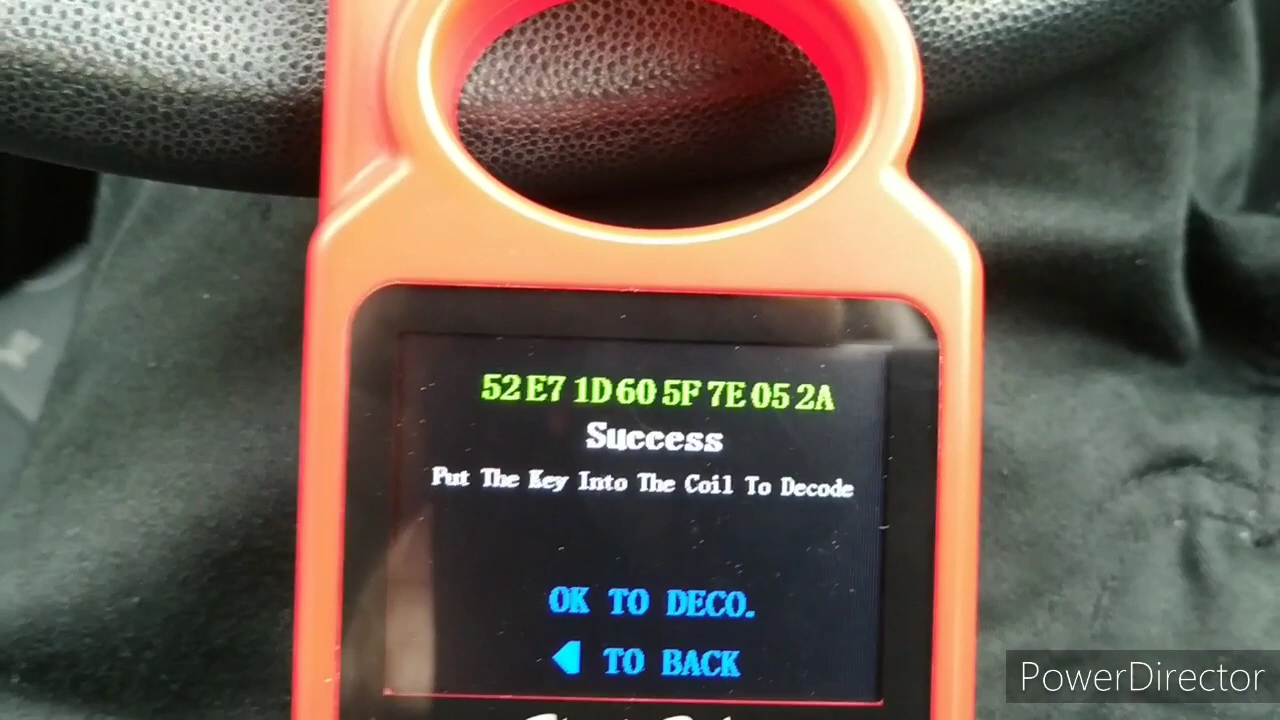 52 E7 1D 60 5F 7E 05 2A
Success
Put The Key Into The Coil To Decode
OK TO DECO.
TO BACK
PowerDirector